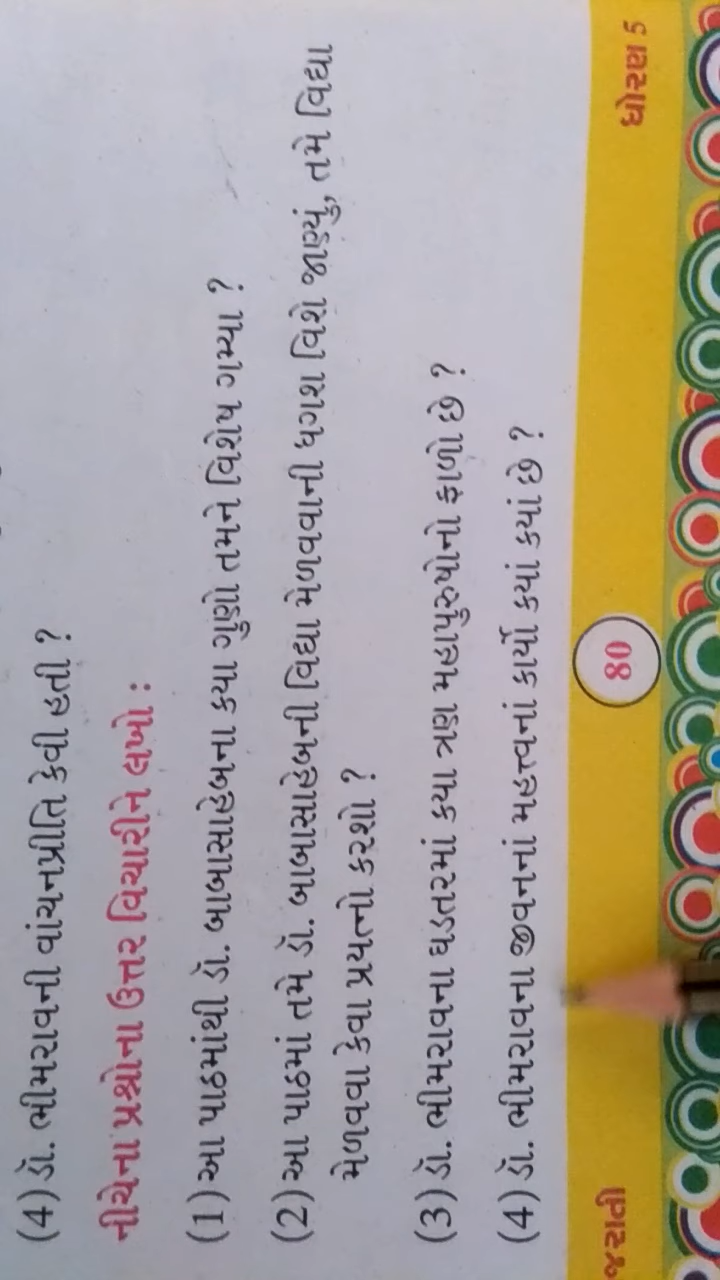 (4) ડૉ. ભીમરાવની વાંચનપ્રીતિ કેવી હતી ?
નીચેના પ્રશ્નોના ઉત્તર વિચારીને લખો :
(1) આ પાઠમાંથી ડૉ. બાબાસાહેબના કયા ગુણો તમને વિશેષ ગમ્યા ?
(2) આ પાઠમાં તમે ડૉ. બાબાસાહેબની વિદ્યા મેળવવાની ધગશ વિશે જાણ્યું, તમે વિદ્યા
મેળવવા કેવા પ્રયત્નો કરશો ?
(3) ડૉ. ભીમરાવના ઘડતરમાં કયા ત્રણ મહાપુરુષોનો ફાળો છે ?
(4) ડૉ. ભીમરાવના જીવનનાં મહત્ત્વનાં કાર્યો કયાં કયાં છે ?
જરાતી
80
ધોરણ 5